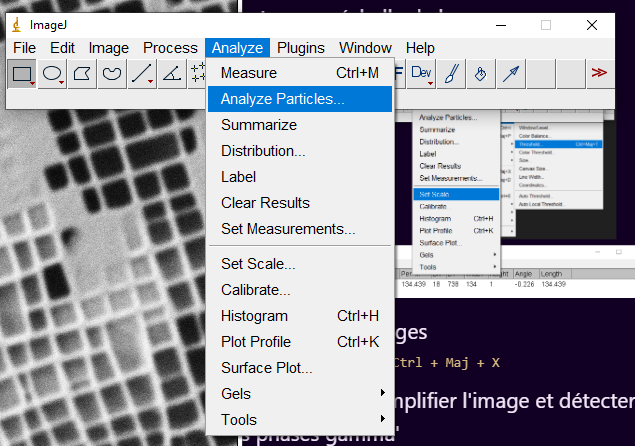 ImageJ
File Edit Image Process Analyze Plugins Window Help
Dev
Measure Ctrl+M
Analyze Particles...
Summarize
Distribution...
Label
Clear Results
Set Measurements...
Set Scale...
Calibrate...
Histogram Ctrl+H
Plot Profile Ctrl+K
Surface Plot...
Gels
Tools
Analyze Particles...
Summarize
Distribution...
Label
Clear Results
Set Measurements...
Set Scale
Calibrate
Histogram Ctrl+H
Plot Profile Ctrl+K
Surface Plot...
Gels
Tools
Window/Level...
Color Balance...
Threshold... Ctrl+Maj+T
Color Threshold...
Size...
Canvas Size...
Line Width...
Coordinates...
Auto Threshold...
Auto Local Threshold...
Angle Length
134.439 18 738 134 1 -0.226 134.439
ges
Ctrl + Maj + X
mplifier l'image et détecter
s phases gamma'